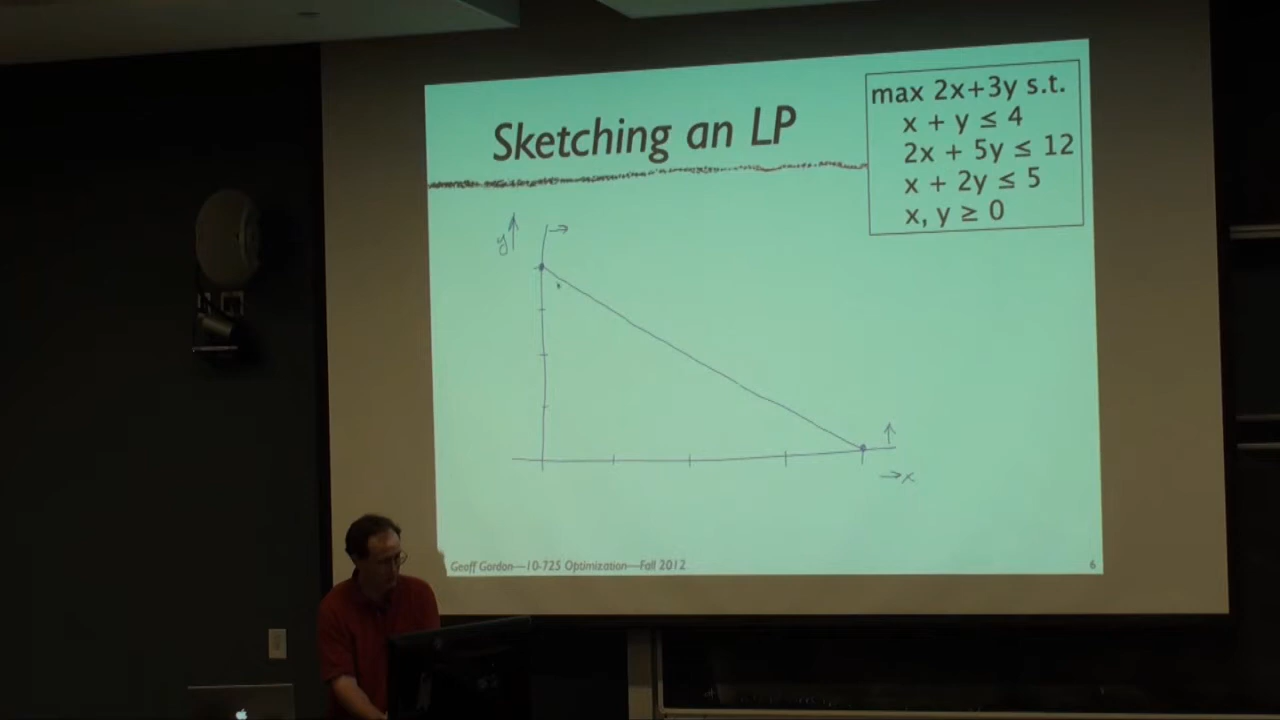 Sketching an LP
max 2x+3y s.t.
x + y ≤ 4
2x + 5y ≤ 12
x + 2y ≤ 5
x, y ≥ 0
y
x
Geoff Gordon—10-725 Optimization—Fall 2012
6